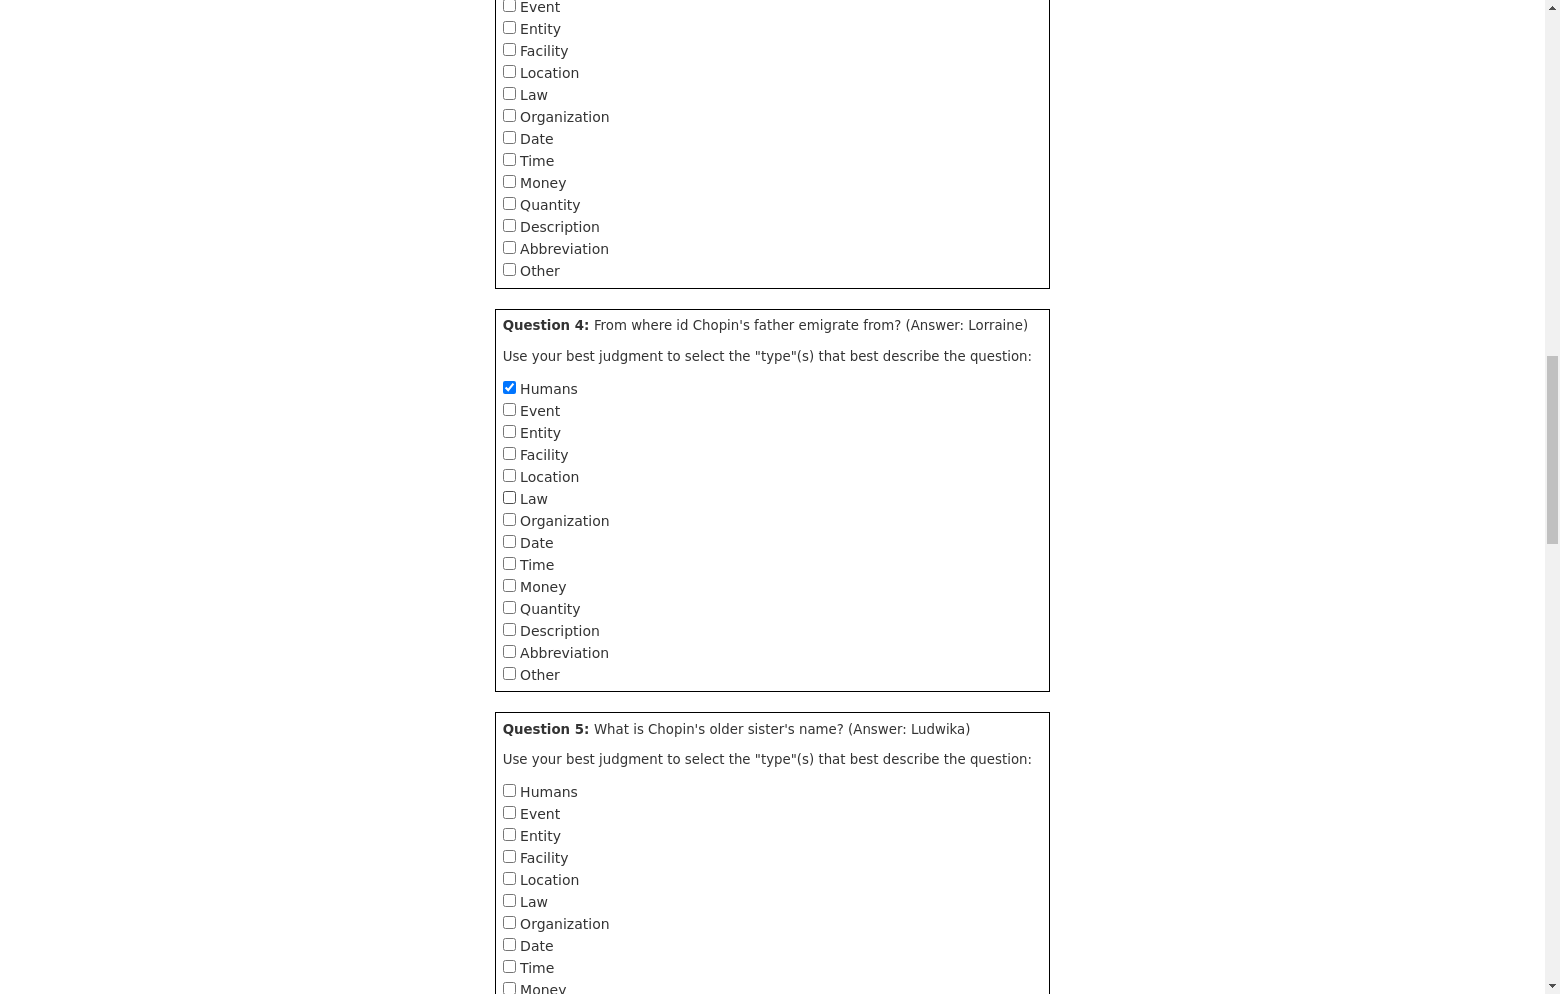 Event
Entity
Facility
Location
Law
Organization
Date
Time
Money
Quantity
Description
Abbreviation
Other
Question 4: From where id Chopin's father emigrate from? (Answer: Lorraine)
Use your best judgment to select the "type"(s) that best describe the question:
Humans
Event
Entity
Facility
Location
Law
Organization
Date
Time
Money
Quantity
Description
Abbreviation
Other
Question 5: What is Chopin's older sister's name? (Answer: Ludwika)
Use your best judgment to select the "type"(s) that best describe the question:
Humans
Event
Entity
Facility
Location
Law
Organization
Date
Time
Money